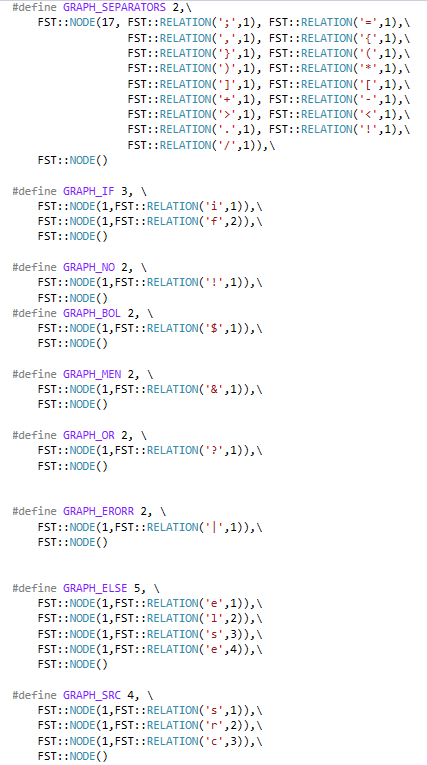 #define GRAPH_SEPARATORS 2,\
FST::NODE(17, FST::RELATION(';',1), FST::RELATION('=',1),\
FST::RELATION(',',1), FST::RELATION('{',1),\
FST::RELATION('}',1), FST::RELATION('(',1),\
FST::RELATION(')',1), FST::RELATION('*',1),\
FST::RELATION(']',1), FST::RELATION('[',1),\
FST::RELATION('+',1), FST::RELATION('-',1),\
FST::RELATION('>',1), FST::RELATION('<',1),\
FST::RELATION('.',1), FST::RELATION('!',1),\
FST::RELATION('/',1)),\
FST::NODE()
#define GRAPH_IF 3, \
FST::NODE(1,FST::RELATION('i',1)),\
FST::NODE(1,FST::RELATION('f',2)),\
FST::NODE()
#define GRAPH_NO 2, \
FST::NODE(1,FST::RELATION('!',1)),\
FST::NODE()
#define GRAPH_BOL 2, \
FST::NODE(1,FST::RELATION('$',1)),\
FST::NODE()
#define GRAPH_MEN 2, \
FST::NODE(1,FST::RELATION('&',1)),\
FST::NODE()
#define GRAPH_OR 2, \
FST::NODE(1,FST::RELATION('?',1)),\
FST::NODE()
#define GRAPH_ERORR 2, \
FST::NODE(1,FST::RELATION('|',1)),\
FST::NODE()
#define GRAPH_ELSE 5, \
FST::NODE(1,FST::RELATION('e',1)),\
FST::NODE(1,FST::RELATION('l',2)),\
FST::NODE(1,FST::RELATION('s',3)),\
FST::NODE(1,FST::RELATION('e',4)),\
FST::NODE()
#define GRAPH_SRC 4, \
FST::NODE(1,FST::RELATION('s',1)),\
FST::NODE(1,FST::RELATION('r',2)),\
FST::NODE(1,FST::RELATION('c',3)),\
FST::NODE()